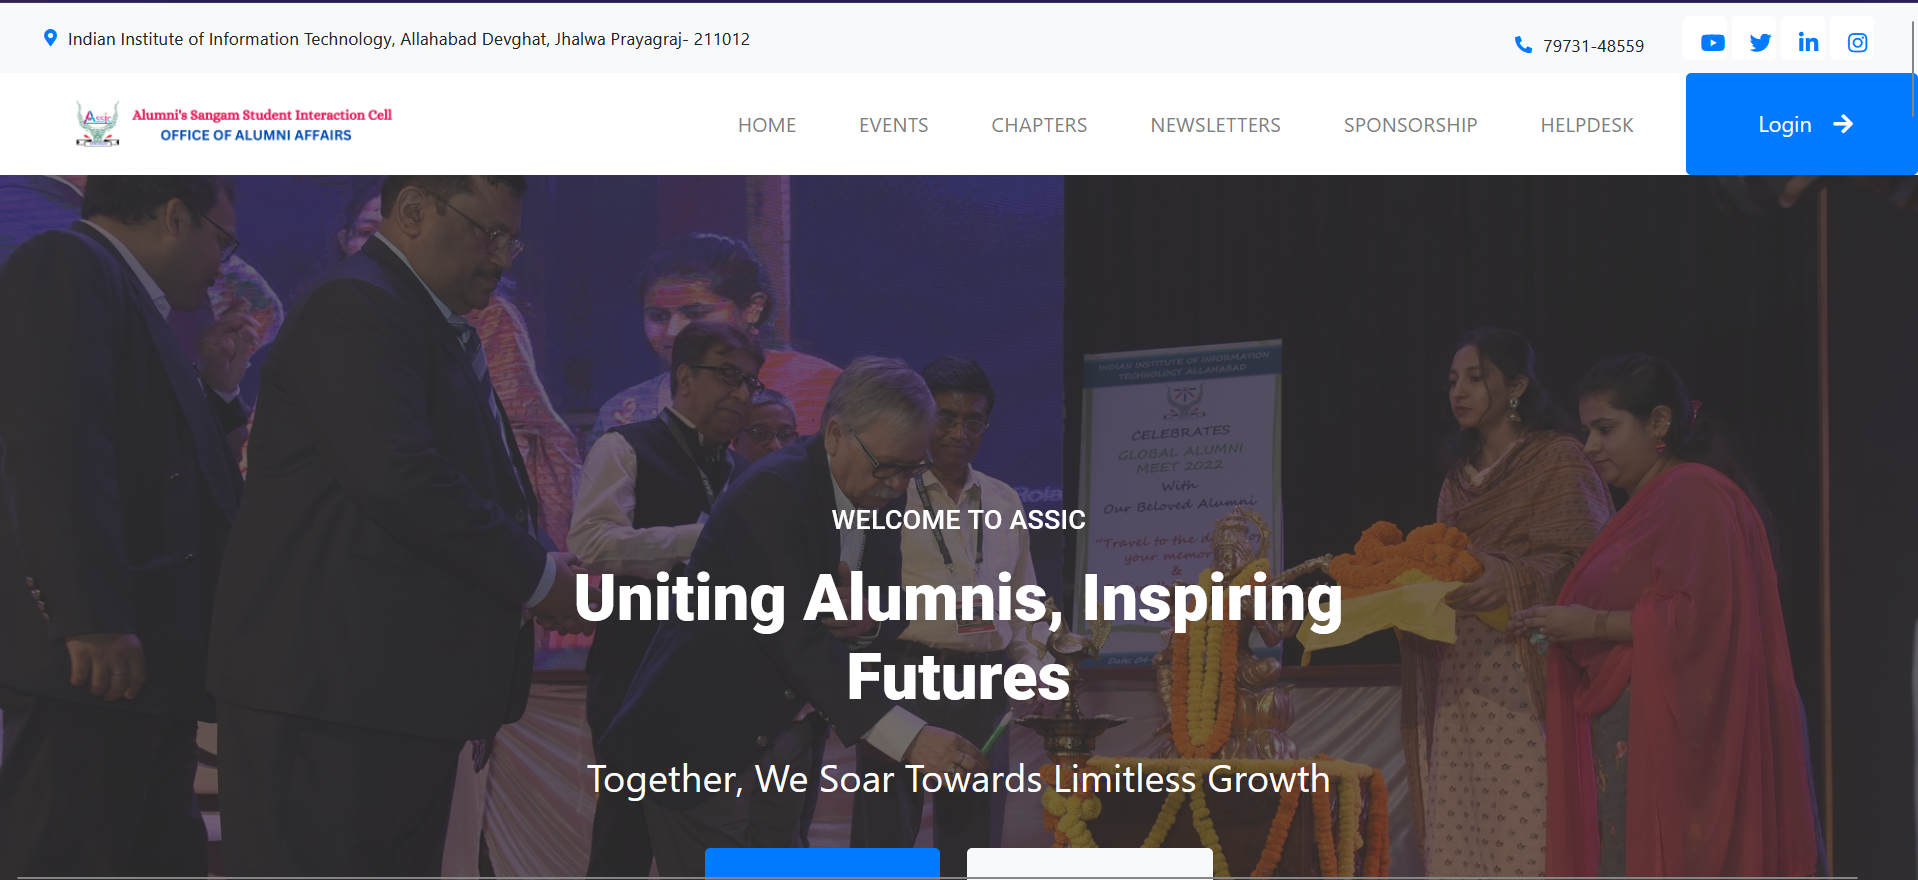 Indian Institute of Information Technology, Allahabad Devghat, Jhalwa Prayagraj- 211012
79731-48559
Assic
Alumni's Sangam Student Interaction Cell
OFFICE OF ALUMNI AFFAIRS
HOME
EVENTS
CHAPTERS
NEWSLETTERS
SPONSORSHIP
HELPDESK
Login
INDIAN INSTITUTE OF INFORMATION
TECHNOLOGY ALLAHABAD
CELEBRATES
GLOBAL ALUMNI
MEET 2022
With
Our Beloved Alumni
"Travel to the
your
&
WELCOME TO ASSIC
Uniting Alumnis, Inspiring
Futures
Together, We Soar Towards Limitless Growth